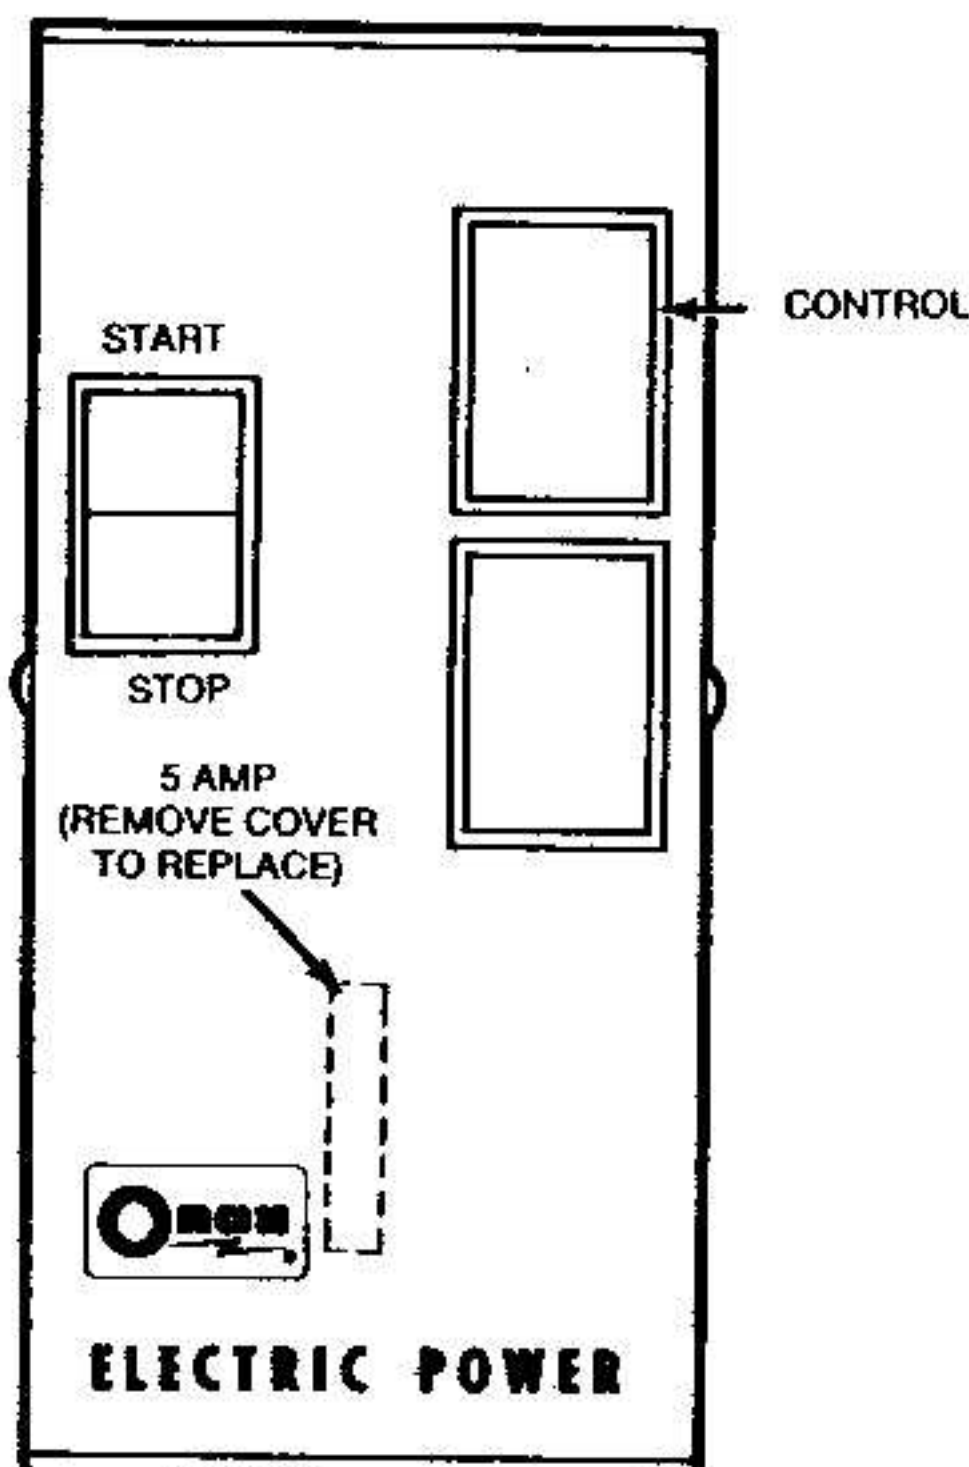 CONTROL
START
STOP
5 AMP
(REMOVE COVER
TO REPLACE)
ELECTRIC POWER